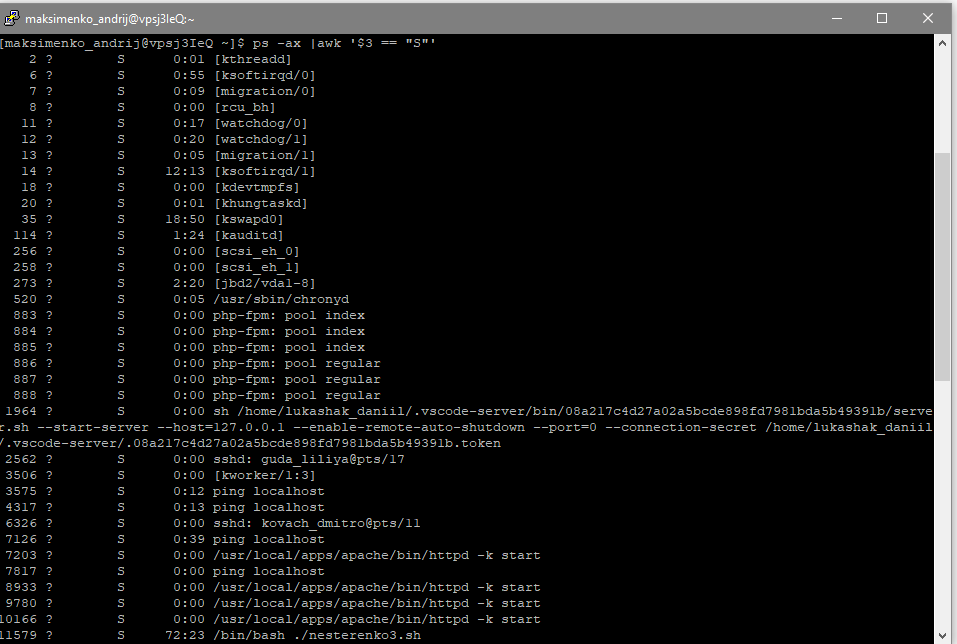 maksimenko_andrij@vpsj3IeQ:~
[maksimenko_andrij@vpsj3IeQ ~]$ ps -ax |awk '$3 == "S"'
2 ? S 0:01 [kthreadd]
6 ? S 0:55 [ksoftirqd/0]
7 ? S 0:09 [migration/0]
8 ? S 0:00 [rcu_bh]
11 ? S 0:17 [watchdog/0]
12 ? S 0:20 [watchdog/1]
13 ? S 0:05 [migration/1]
14 ? S 12:13 [ksoftirqd/1]
18 ? S 0:00 [kdevtmpfs]
20 ? S 0:01 [khungtaskd]
35 ? S 18:50 [kswapd0]
114 ? S 1:24 [kauditd]
256 ? S 0:00 [scsi_eh_0]
258 ? S 0:00 [scsi_eh_1]
273 ? S 2:20 [jbd2/vda1-8]
520 ? S 0:05 /usr/sbin/chronyd
883 ? S 0:00 php-fpm: pool index
884 ? S 0:00 php-fpm: pool index
885 ? S 0:00 php-fpm: pool index
886 ? S 0:00 php-fpm: pool regular
887 ? S 0:00 php-fpm: pool regular
888 ? S 0:00 php-fpm: pool regular
1964 ? S 0:00 sh /home/lukashak_daniil/.vscode-server/bin/08a217c4d27a02a5bcde898fd7981bda5b49391b/serve
r.sh --start-server --host=127.0.0.1 --enable-remote-auto-shutdown --port=0 --connection-secret /home/lukashak_daniil
/.vscode-server/.08a217c4d27a02a5bcde898fd7981bda5b49391b.token
2562 ? S 0:00 sshd: guda_liliya@pts/17
3506 ? S 0:00 [kworker/1:3]
3575 ? S 0:12 ping localhost
4317 ? S 0:13 ping localhost
6326 ? S 0:00 sshd: kovach_dmitro@pts/11
7126 ? S 0:39 ping localhost
7203 ? S 0:00 /usr/local/apps/apache/bin/httpd -k start
7817 ? S 0:00 ping localhost
8933 ? S 0:00 /usr/local/apps/apache/bin/httpd -k start
9780 ? S 0:00 /usr/local/apps/apache/bin/httpd -k start
10166 ? S 0:00 /usr/local/apps/apache/bin/httpd -k start
11579 ? S 72:23 /bin/bash ./nesterenko3.sh